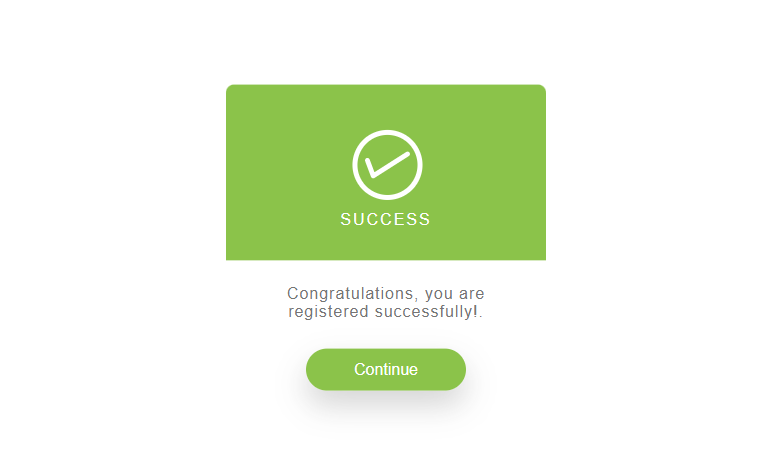 SUCCESS
Congratulations, you are
registered successfully!.
Continue